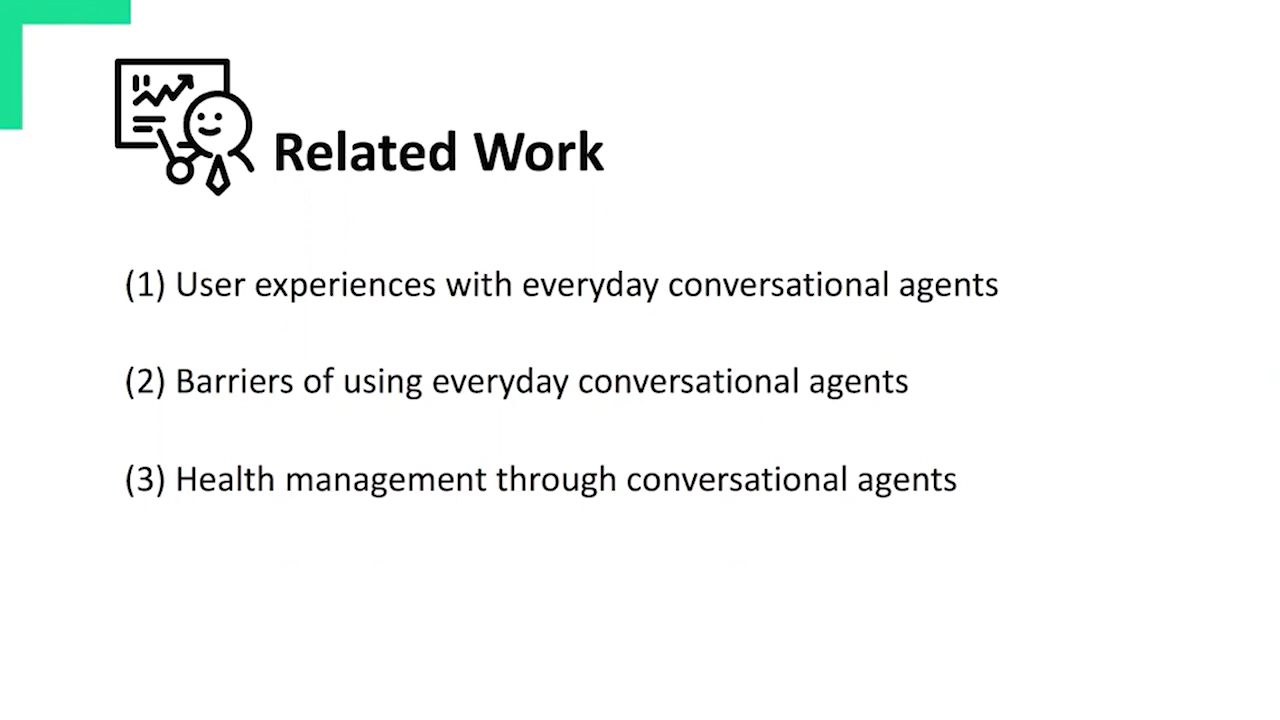 Related Work
(1) User experiences with everyday conversational agents
(2) Barriers of using everyday conversational agents
(3) Health management through conversational agents